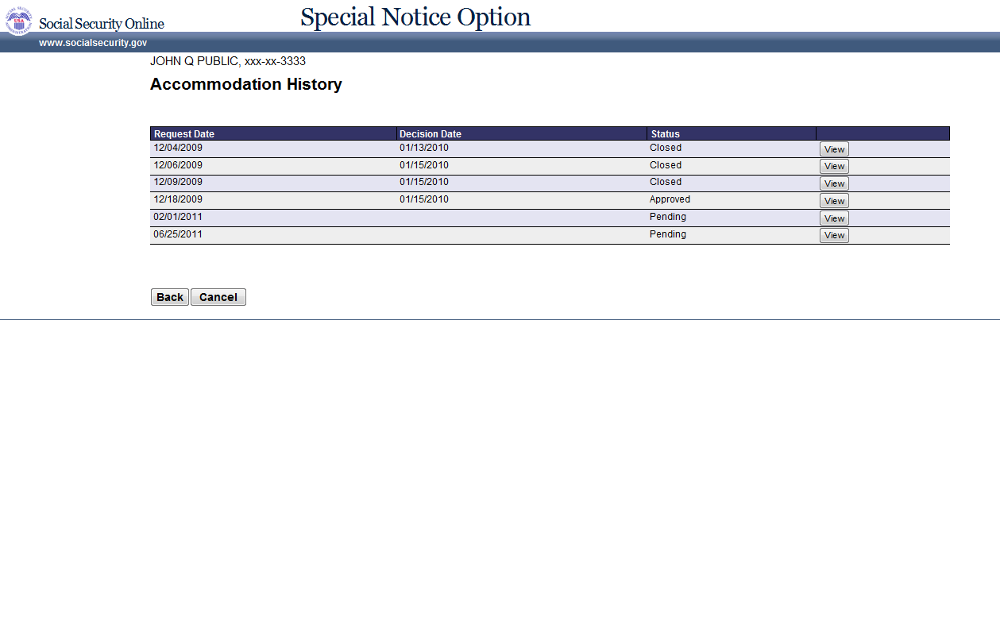 Special Notice Option
Social Security Online
www.socialsecurity.gov
JOHN Q PUBLIC, xxx-xx-3333
Accommodation History
Request Date Decision Date Status
12/04/2009 01/13/2010 Closed View
12/06/2009 01/15/2010 Closed View
12/09/2009 01/15/2010 Closed View
12/18/2009 01/15/2010 Approved View
02/01/2011 Pending View
06/25/2011 Pending View
Back Cancel